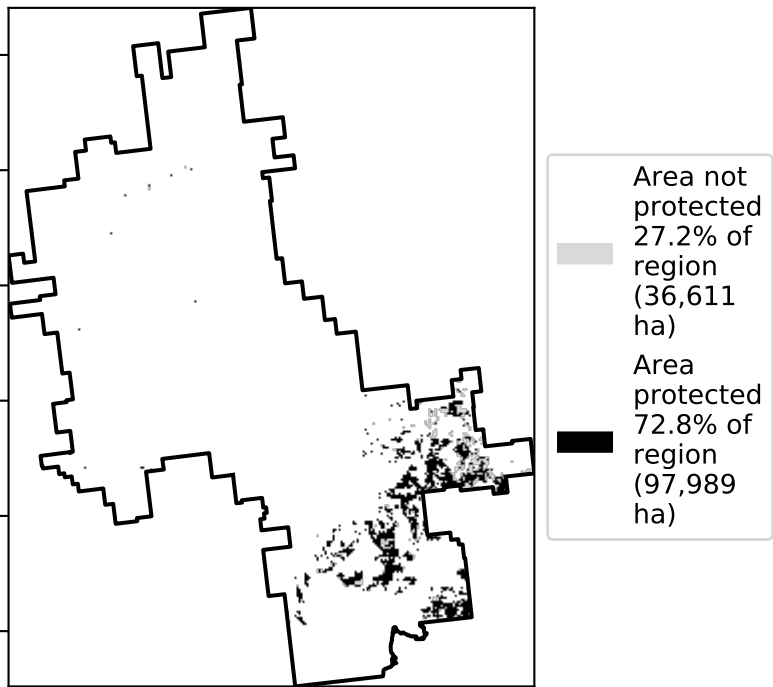 Area not
protected
27.2% of
region
(36,611
ha)
Area
protected
72.8% of
region
(97,989
ha)